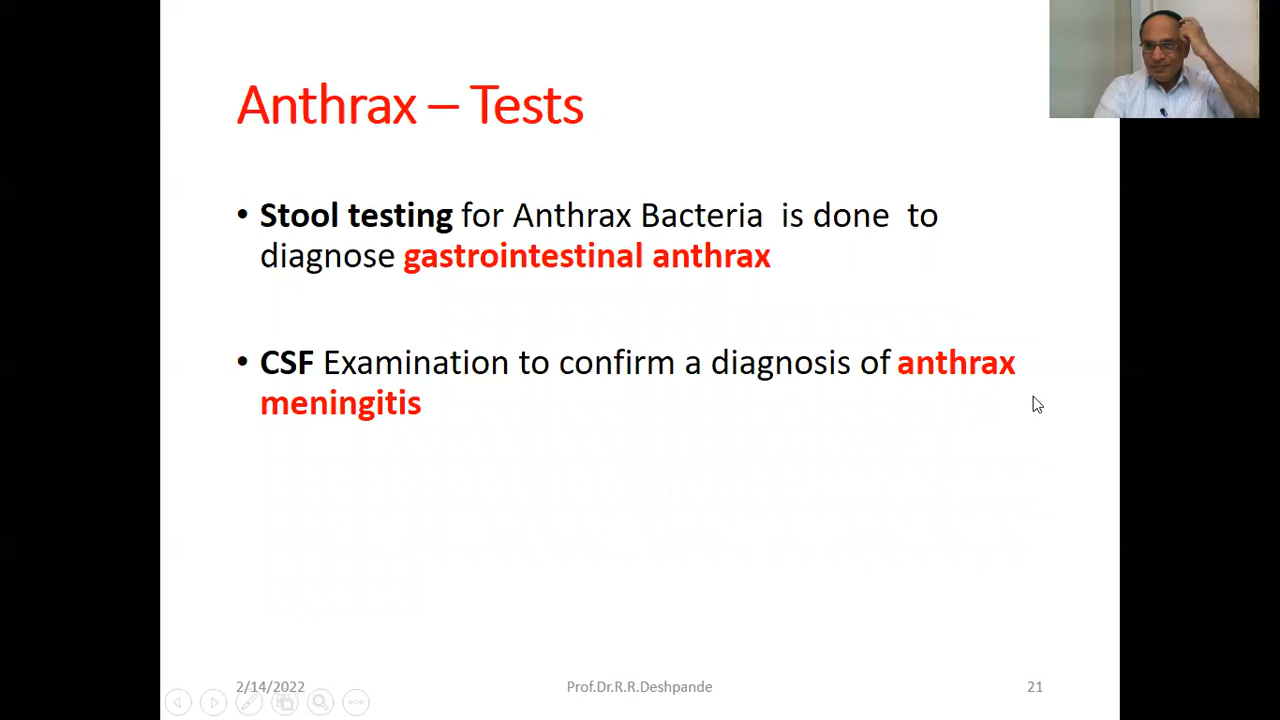 Anthrax – Tests
• Stool testing for Anthrax Bacteria  is done  to
diagnose gastrointestinal anthrax
• CSF Examination to confirm a diagnosis of anthrax
meningitis
2/14/2022
Prof.Dr.R.R.Deshpande
21